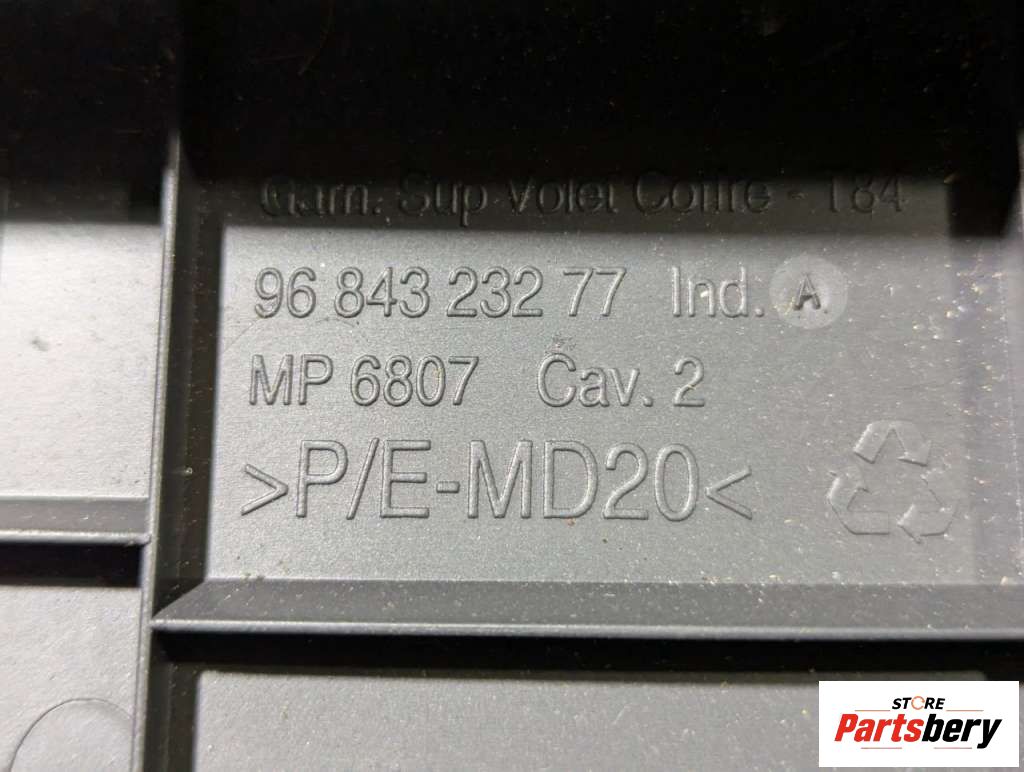 Garn. Sup Volet Coffre - T84
96 843 232 77 Ind. A
MP 6807 Cav. 2
>P/E-MD20<
STORE
Partsbery